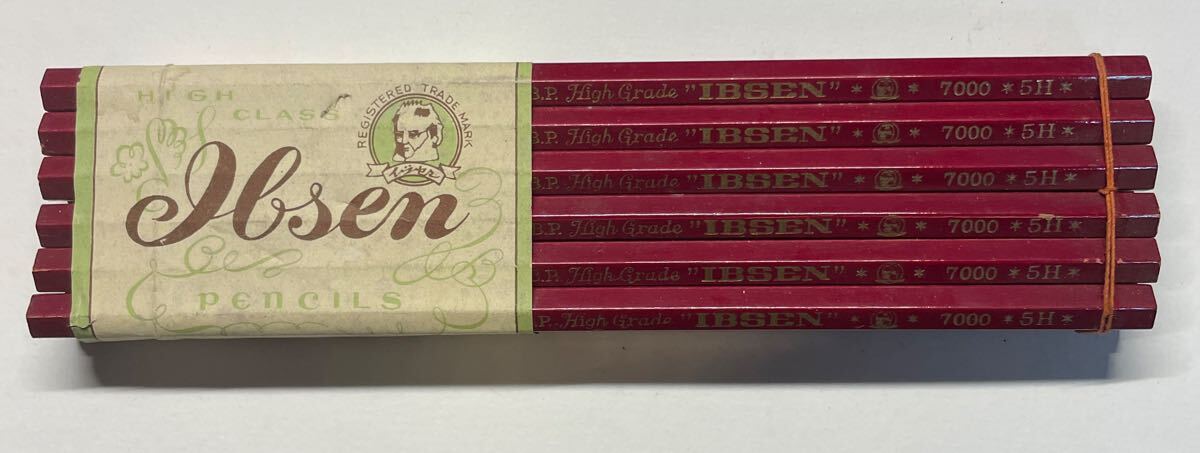 HIGH CLASS
REGISTERED TRADE MARK
イブセン
Ibsen
PENCILS
B.P. High Grade "IBSEN" * * 7000 * 5H *
B.P. High Grade "IBSEN" * * 7000 * 5H *
B.P. High Grade "IBSEN" * * 7000 * 5H *
B.P. High Grade "IBSEN" * * 7000 * 5H *
B.P. High Grade "IBSEN" * * 7000 * 5H *
B.P. High Grade "IBSEN" * * 7000 * 5H *